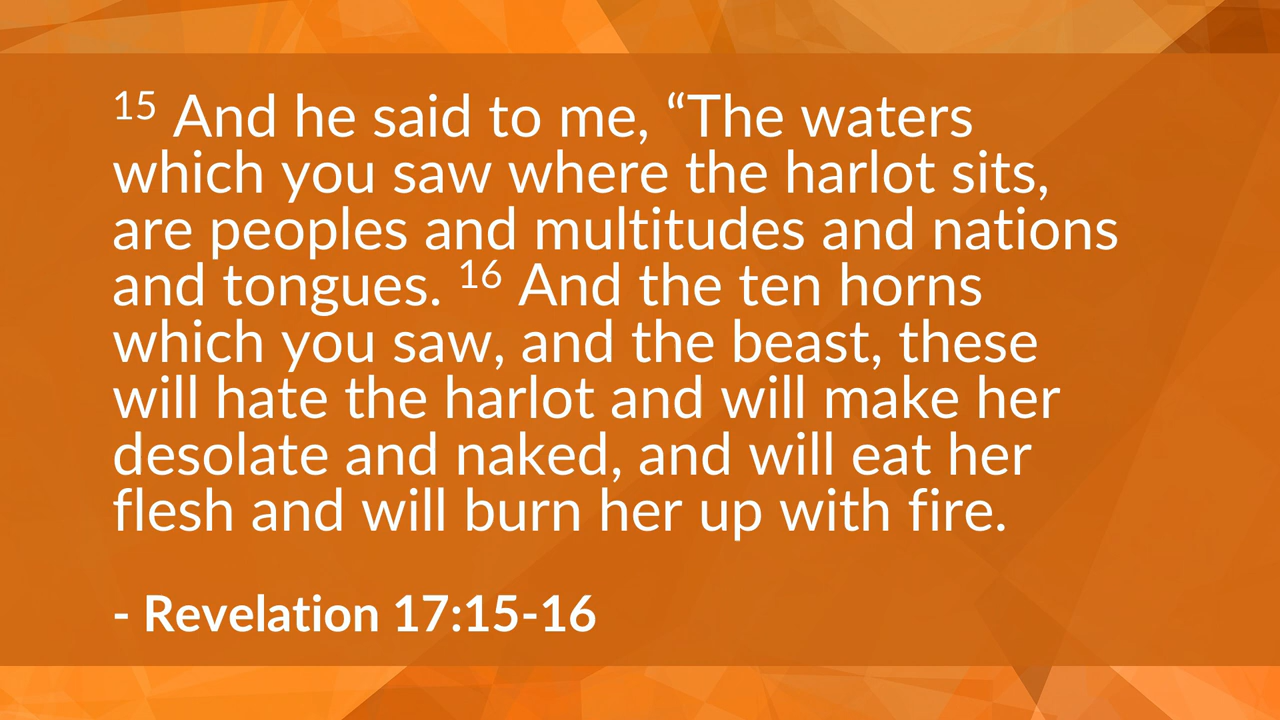 15 And he said to me, “The waters
which you saw where the harlot sits,
are peoples and multitudes and nations
and tongues. 16 And the ten horns
which you saw, and the beast, these
will hate the harlot and will make her
desolate and naked, and will eat her
flesh and will burn her up with fire.
- Revelation 17:15-16